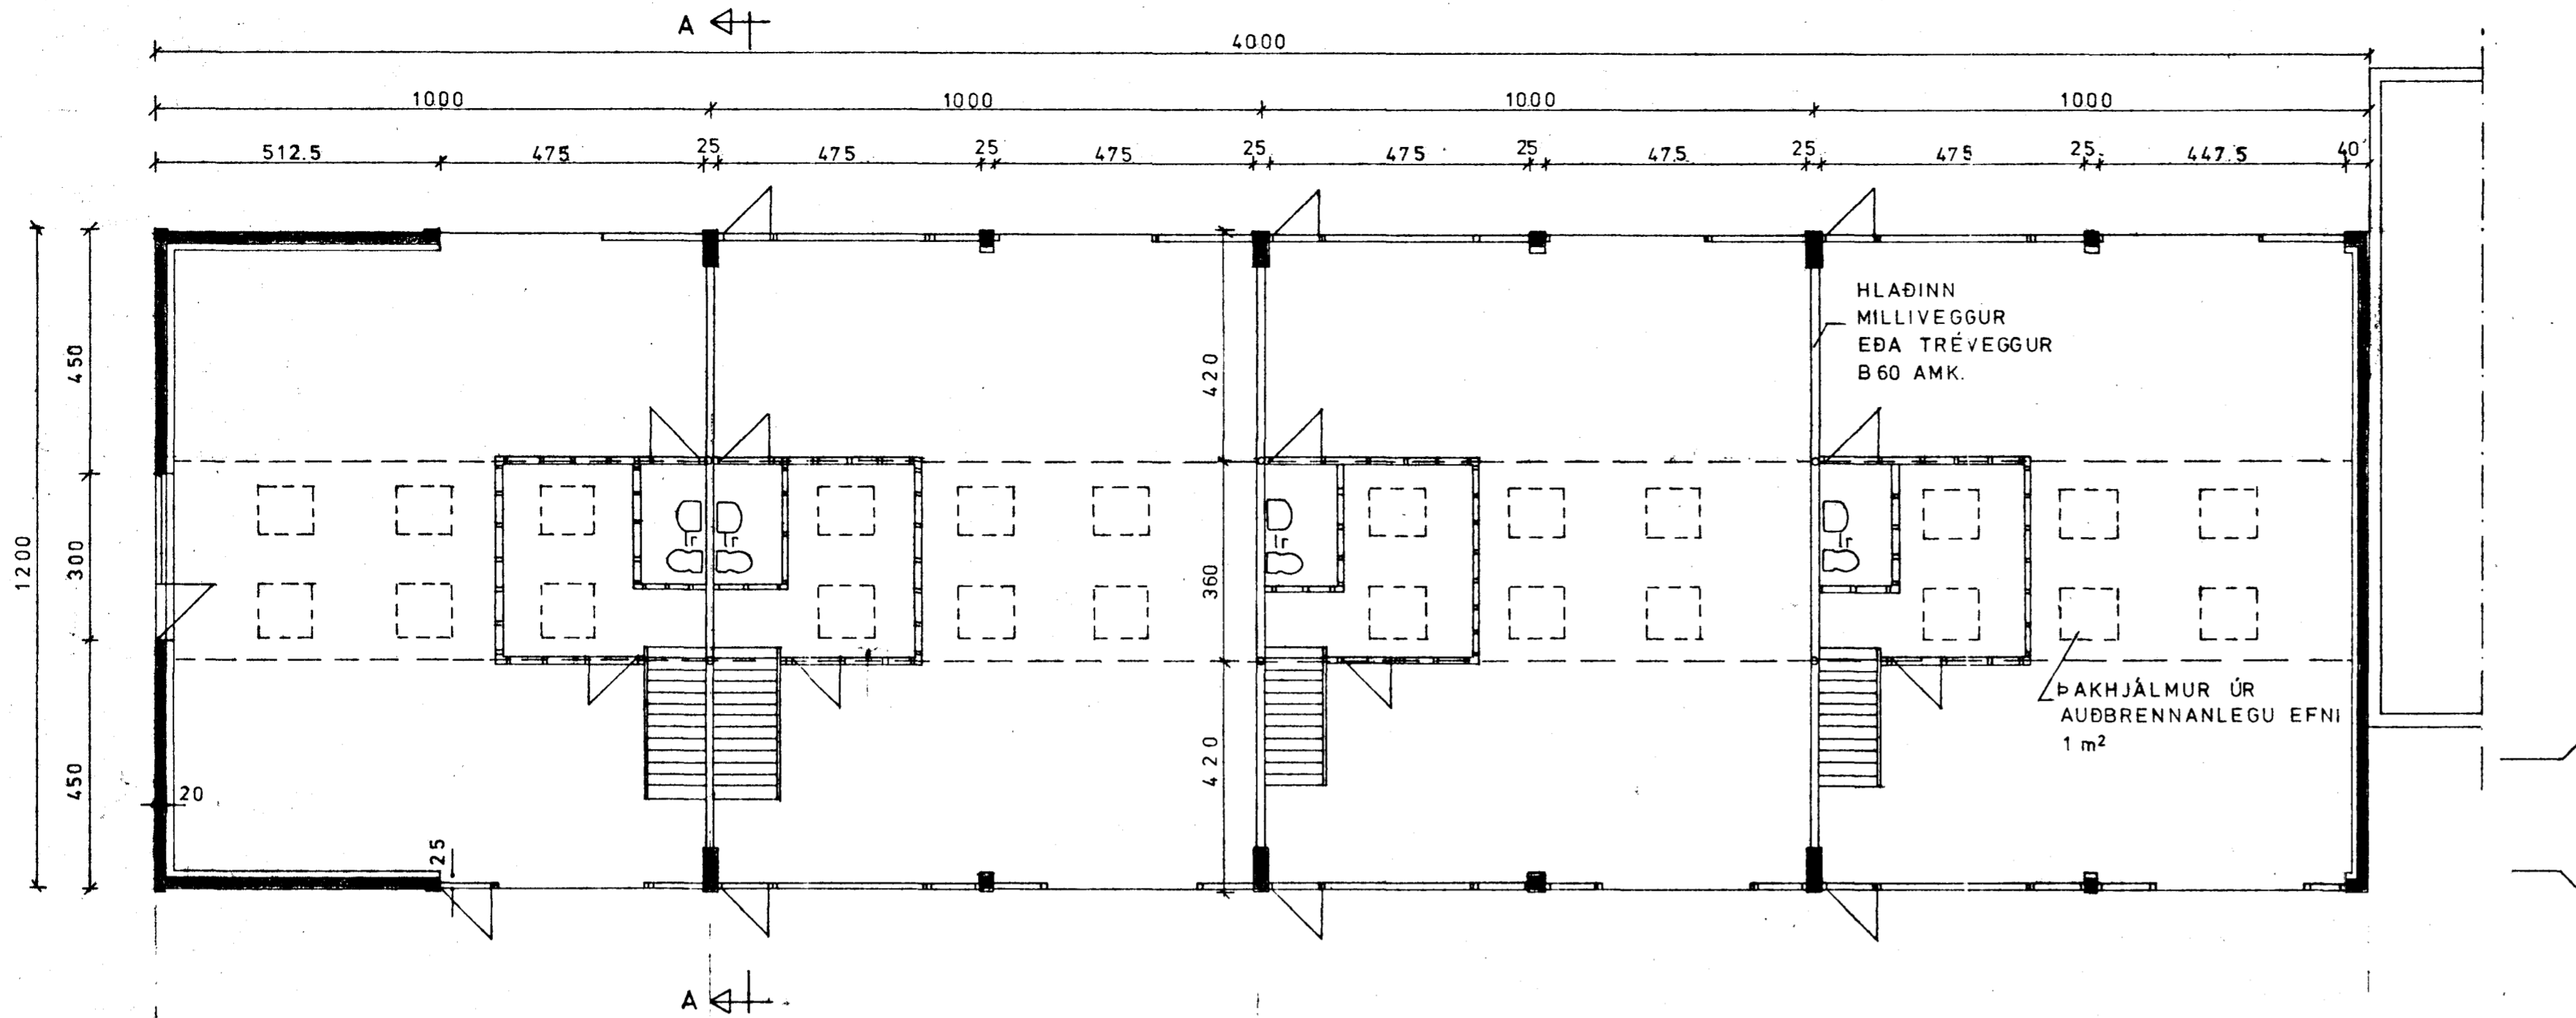 A
4000
1000 1000 1000 1000
512.5 475 25 475 25 475 25 475 25 475 25 475 25 447.5 40
HLAÐINN
MILLIVEGGUR
EÐA TRÉVEGGUR
B 60 AMK.
450
420
1200
300
360
ÞAKHJÁLMUR ÚR
AUÐBRENNANLEGU EFNI
1 m²
450
420
20
25
A